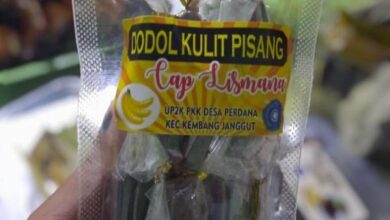 DODOL KULIT PISANG
Cap Lismana
UP2K PKK DESA PERDANA
KEC.KEMBANG JANGGUT